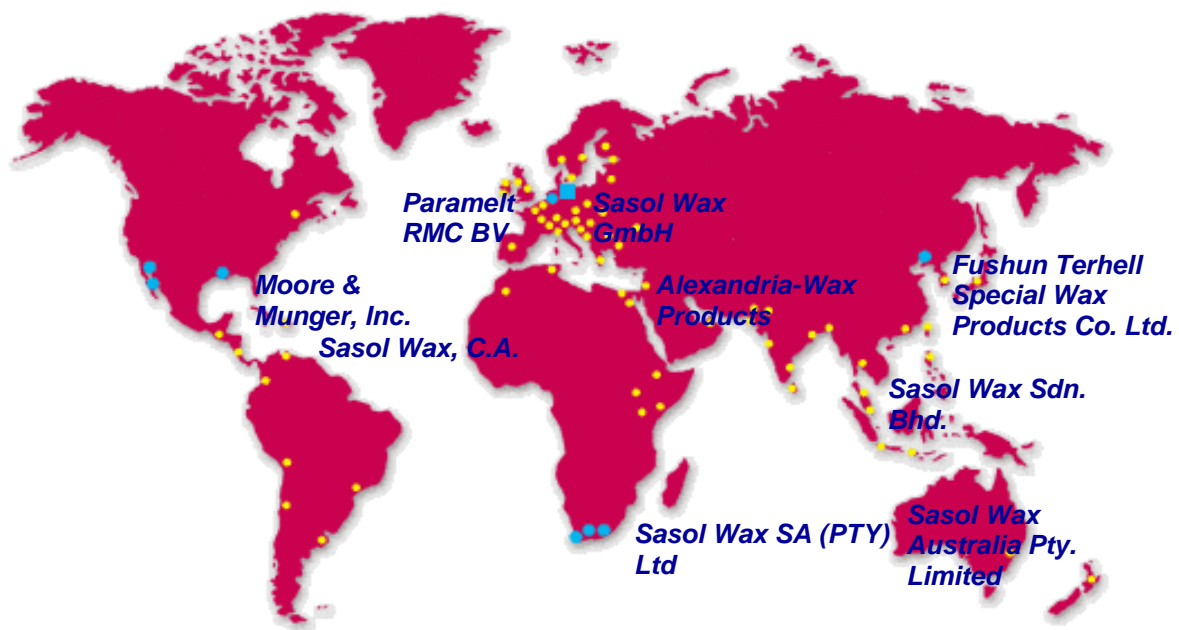 Paramelt
RMC BV
Sasol Wax
GmbH
Moore &
Munger, Inc.
Sasol Wax, C.A.
Alexandria-Wax
Products
Fushun Terhell
Special Wax
Products Co. Ltd.
Sasol Wax Sdn.
Bhd.
Sasol Wax SA (PTY)
Ltd
Sasol Wax
Australia Pty.
Limited